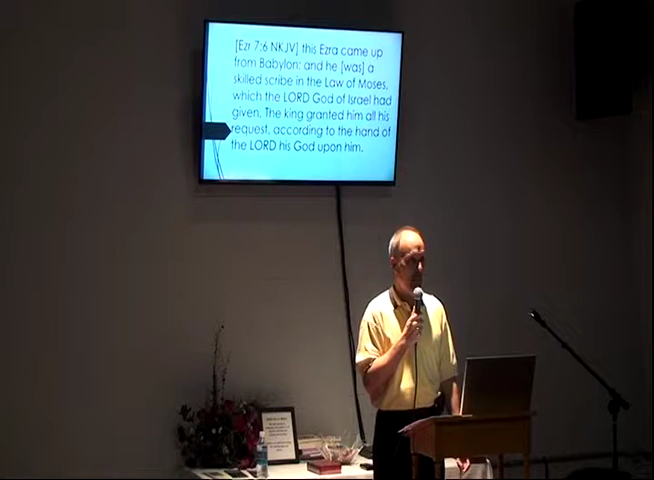 [Ezr 7:6 NKJV] this Ezra came up
from Babylon; and he [was] a
skilled scribe in the Law of Moses,
which the LORD God of Israel had
given. The king granted him all his
request, according to the hand of
the LORD his God upon him.